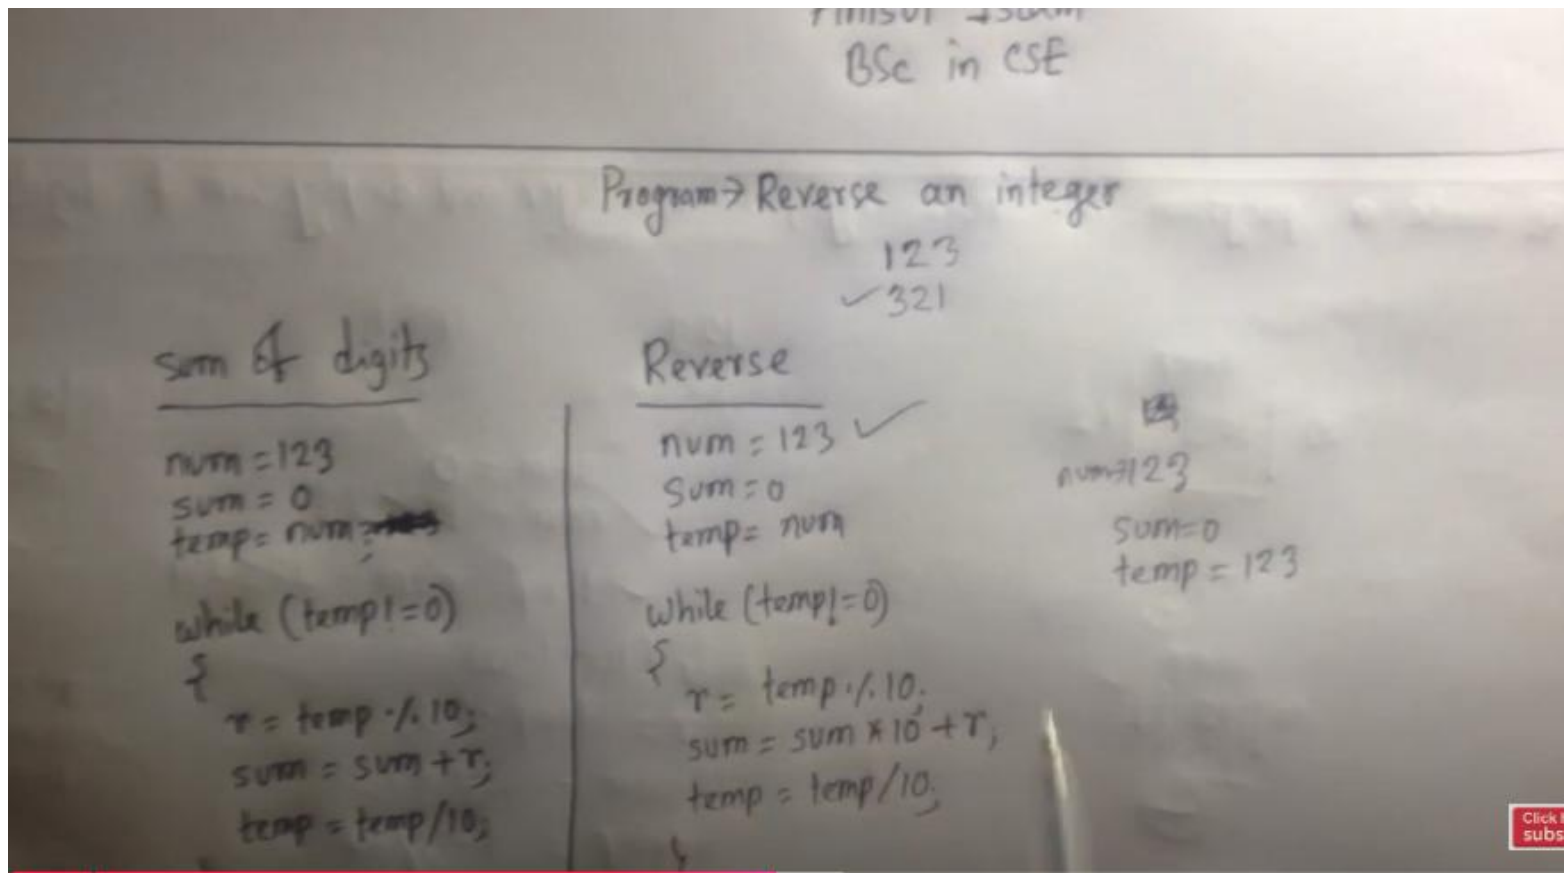 BSc in CSE
Program→ Reverse an integer
123
✓321
sum of digits
num = 123
sum = 0
temp = num;
while (temp!=0)
{
r = temp % 10;
sum = sum + r;
temp = temp/10;
Reverse
num = 123 ✓
sum = 0
temp = num
while (temp!=0)
{
r = temp % 10;
sum = sum * 10 + r;
temp = temp/10;
}
num→123
sum=0
temp = 123
Click
subs